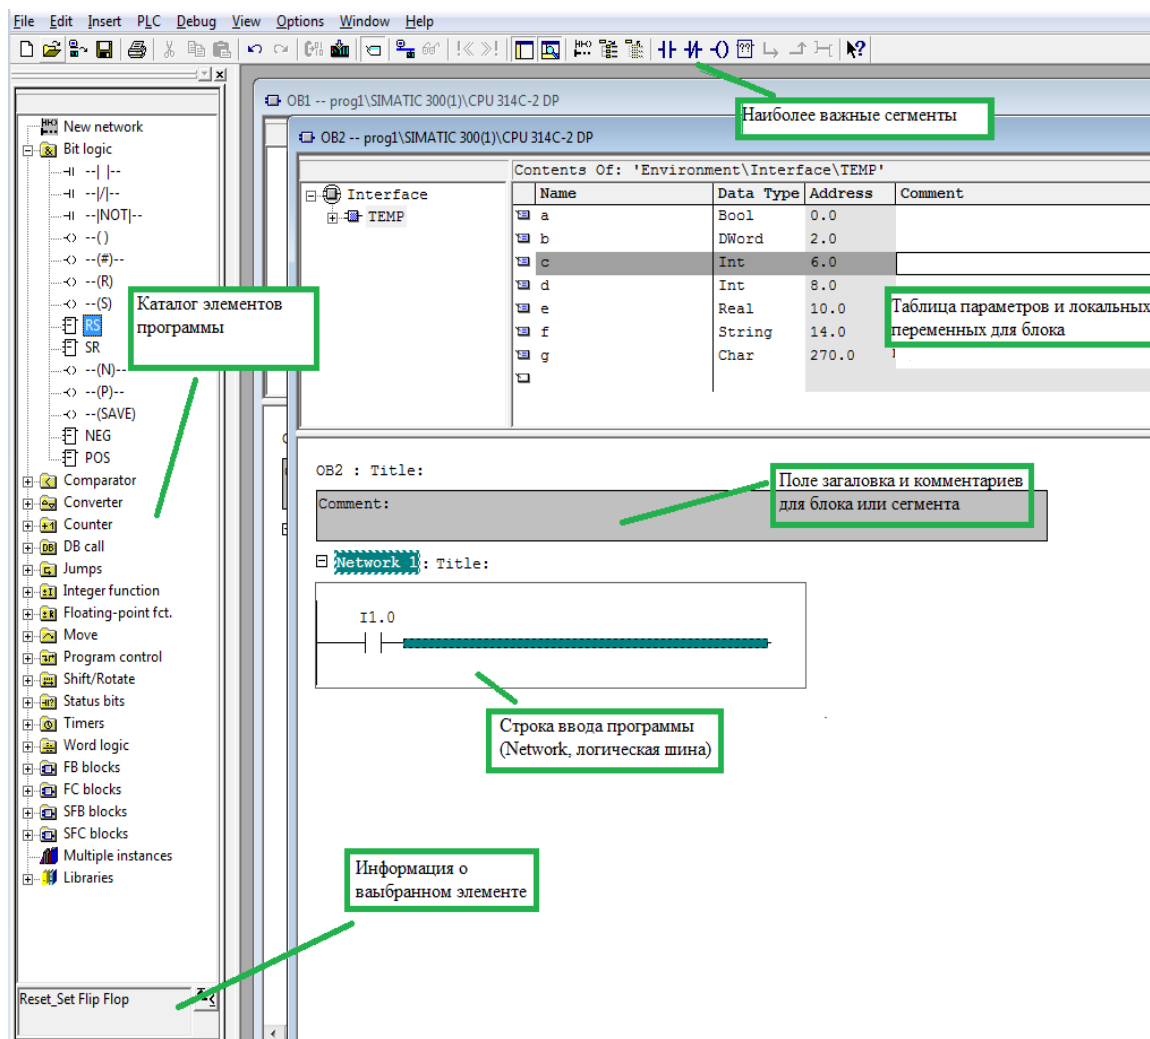 File Edit Insert PLC Debug View Options Window Help
OB1 -- prog1\SIMATIC 300(1)\CPU 314C-2 DP
Наиболее важные сегменты
OB2 -- prog1\SIMATIC 300(1)\CPU 314C-2 DP
New network
Bit logic
--| |--
--|/|--
--|NOT|--
--( )
--(#)--
--(R)
--(S)
RS
SR
--(N)--
--(P)--
--(SAVE)
NEG
POS
Comparator
Converter
Counter
DB call
Jumps
Integer function
Floating-point fct.
Move
Program control
Shift/Rotate
Status bits
Timers
Word logic
FB blocks
FC blocks
SFB blocks
SFC blocks
Multiple instances
Libraries
Reset_Set Flip Flop
Каталог элементов
программы
Interface
TEMP
Contents Of: 'Environment\Interface\TEMP'
Name Data Type Address Comment
a Bool 0.0
b DWord 2.0
c Int 6.0
d Int 8.0
e Real 10.0
f String 14.0
g Char 270.0
Таблица параметров и локальных
переменных для блока
OB2 : Title:
Comment:
Поле загаловка и комментариев
для блока или сегмента
Network 1: Title:
I1.0
Строка ввода программы
(Network, логическая шина)
Информация о
ваыбранном элементе